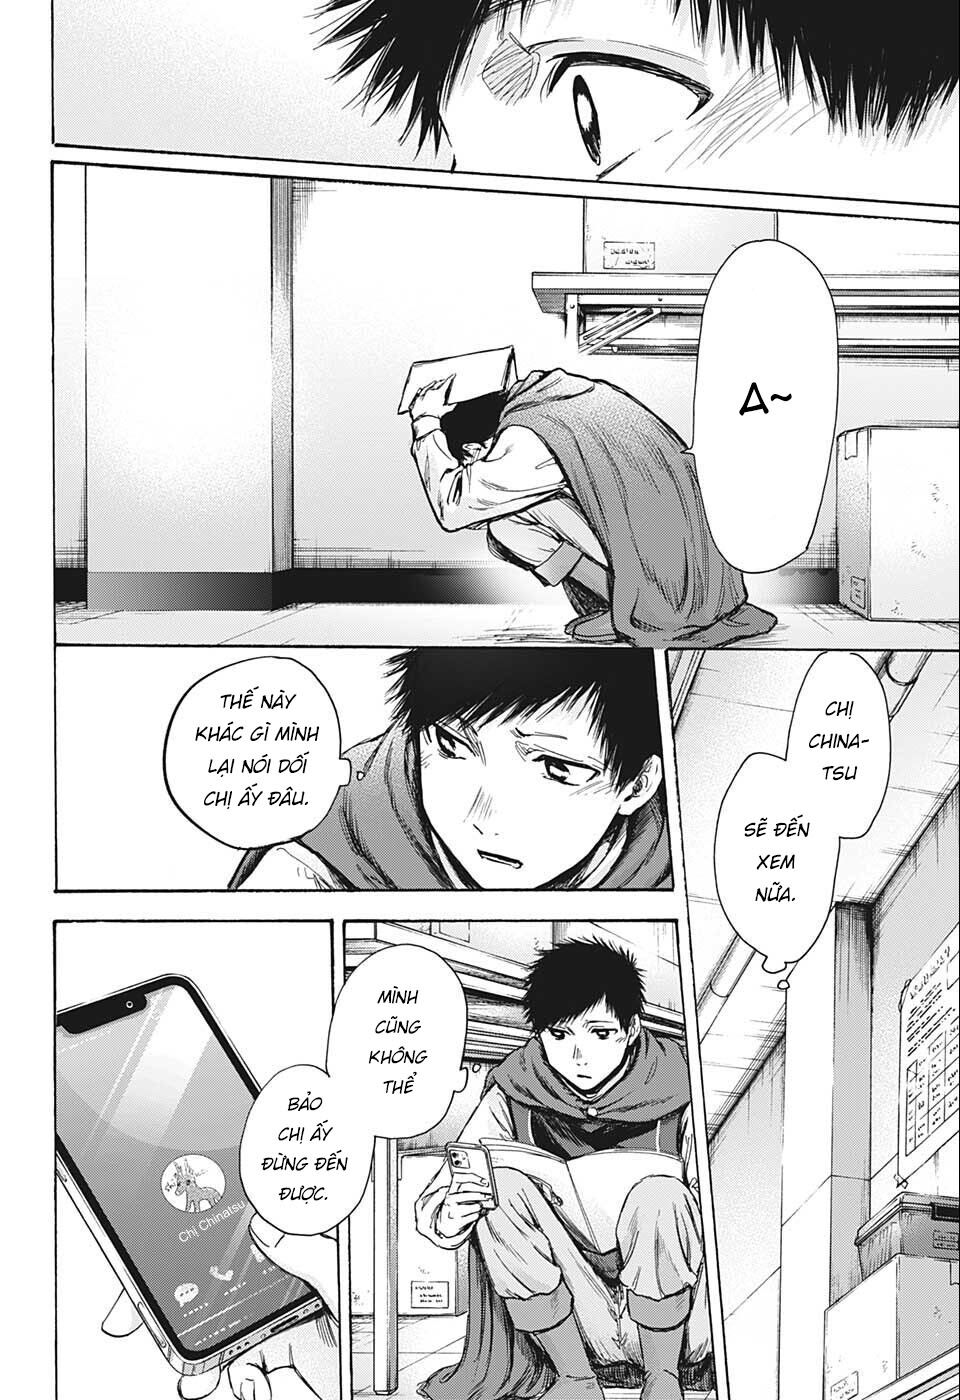 A~
CHỊ
CHINA-
TSU
SẼ ĐẾN
XEM
NỮA.
THẾ NÀY
KHÁC GÌ MÌNH
LẠI NÓI DỐI
CHỊ ẤY ĐÂU.
MÌNH
CŨNG
KHÔNG
THỂ
BẢO
CHỊ ẤY
ĐỪNG ĐẾN
ĐƯỢC.
Chị Chinatsu